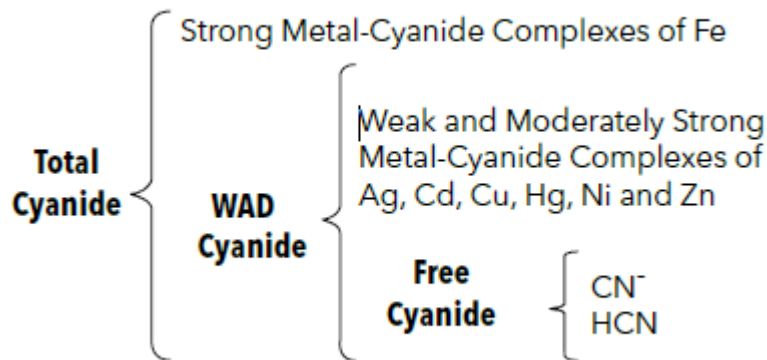 Strong Metal-Cyanide Complexes of Fe
Total
Cyanide
WAD
Cyanide
Weak and Moderately Strong
Metal-Cyanide Complexes of
Ag, Cd, Cu, Hg, Ni and Zn
Free
Cyanide
CN⁻
HCN